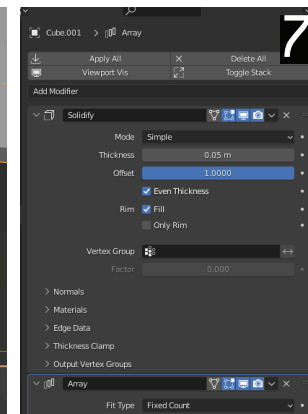 7
Cube.001 > Array
Apply All
Delete All
Viewport Vis
Toggle Stack
Add Modifier
Solidify
Mode Simple
Thickness 0.05 m
Offset 1.0000
Even Thickness
Rim Fill
Only Rim
Vertex Group
Factor 0.000
Normals
Materials
Edge Data
Thickness Clamp
Output Vertex Groups
Array
Fit Type Fixed Count